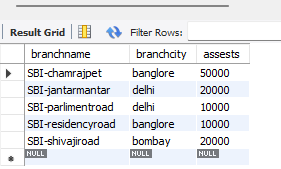 Result Grid Filter Rows:
branchname branchcity assests
SBI-chamrajpet banglore 50000
SBI-jantarmantar delhi 20000
SBI-parlimentroad delhi 10000
SBI-residencyroad banglore 10000
SBI-shivajiroad bombay 20000
NULL NULL NULL